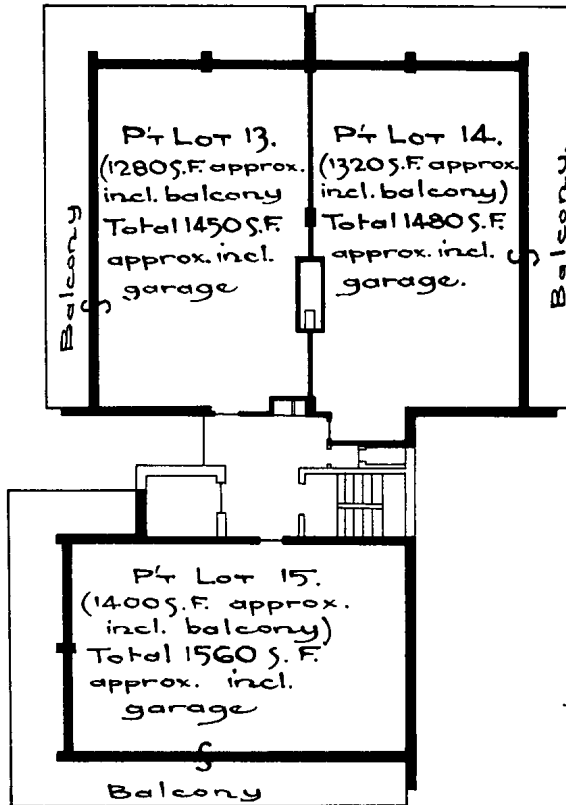 P'T LOT 13.
(1280 S.F. approx.
incl. balcony
Total 1450 S.F.
approx. incl.
garage
Balcony
P'T LOT 14.
(1320 S.F. approx.
incl. balcony)
Total 1480 S.F.
approx. incl.
garage.
Balcony
P'T LOT 15.
(1400 S.F. approx.
incl. balcony)
Total 1560 S.F.
approx. incl.
garage
Balcony